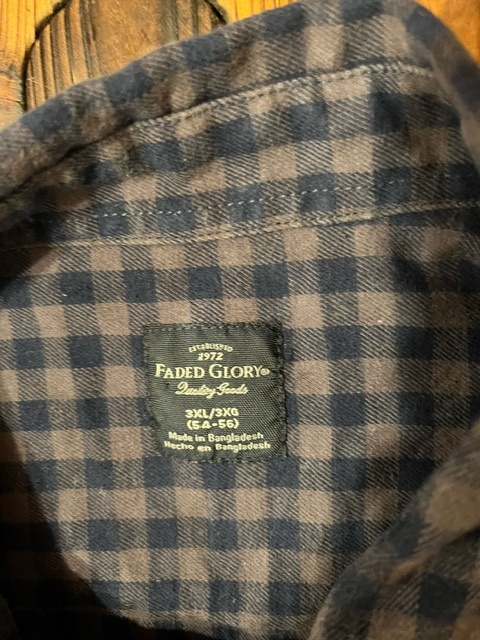 ESTABLISHED
1972
FADED GLORY®
Quality Goods
3XL/3XG
(54-56)
Made in Bangladesh
Hecho en Bangladesh